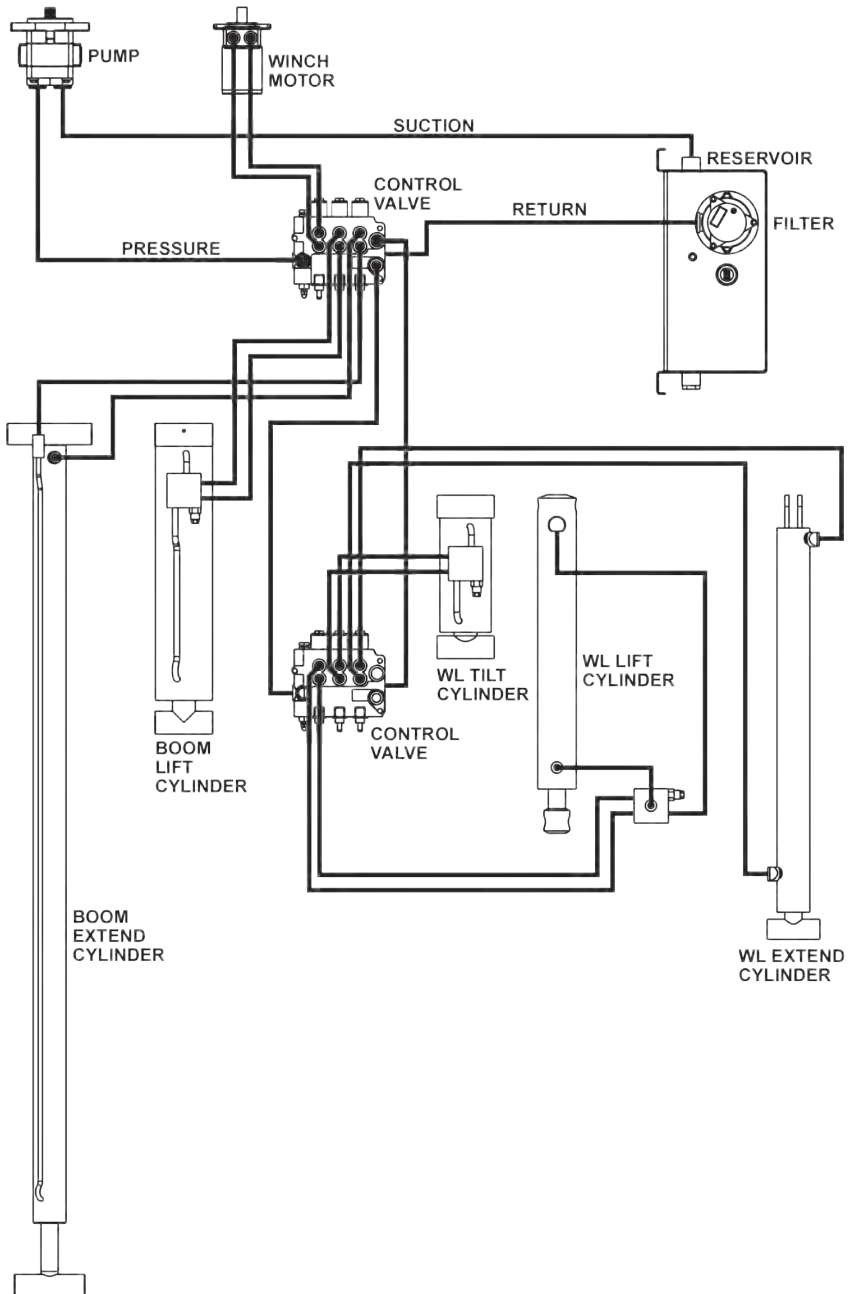 PUMP
WINCH
MOTOR
SUCTION
RESERVOIR
CONTROL
VALVE
RETURN
FILTER
PRESSURE
WL TILT
CYLINDER
WL LIFT
CYLINDER
CONTROL
VALVE
BOOM
LIFT
CYLINDER
BOOM
EXTEND
CYLINDER
WL EXTEND
CYLINDER